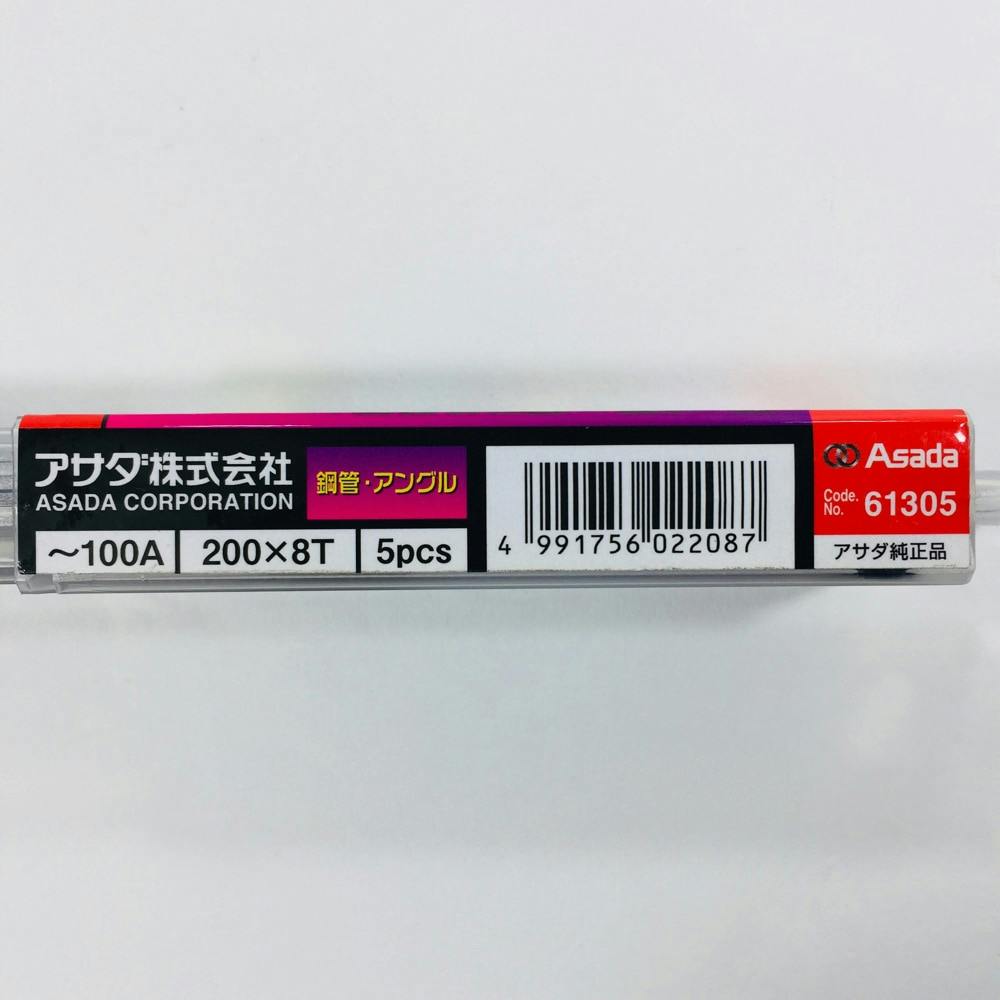 アサダ株式会社
ASADA CORPORATION
鋼管・アングル
～100A
200×8T
5pcs
4 991756 022087
Asada
Code. No. 61305
アサダ純正品